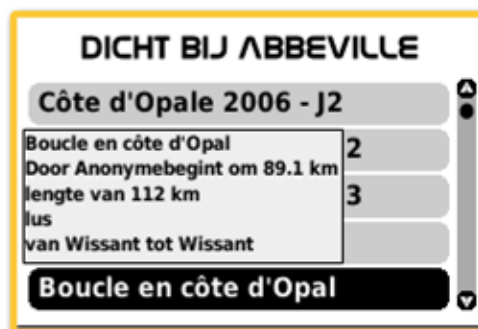 DICHT BIJ ABBEVILLE
Côte d'Opale 2006 - J2
Boucle en côte d'Opal
Door Anonymebegint om 89.1 km
lengte van 112 km
lus
van Wissant tot Wissant
2
3
Boucle en côte d'Opal